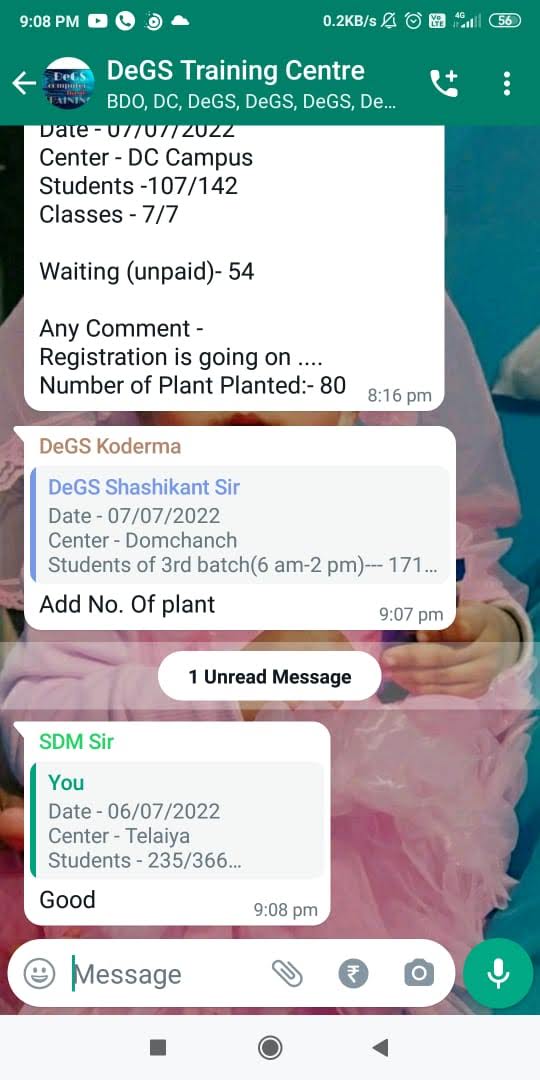 9:08 PM
0.2KB/s
4G
56
DeGS
DeGS Training Centre
BDO, DC, DeGS, DeGS, DeGS, De...
Date - 07/07/2022
Center - DC Campus
Students -107/142
Classes - 7/7
Waiting (unpaid)- 54
Any Comment -
Registration is going on ....
Number of Plant Planted:- 80
8:16 pm
DeGS Koderma
DeGS Shashikant Sir
Date - 07/07/2022
Center - Domchanch
Students of 3rd batch(6 am-2 pm)--- 171...
Add No. Of plant
9:07 pm
1 Unread Message
SDM Sir
You
Date - 06/07/2022
Center - Telaiya
Students - 235/366...
Good
9:08 pm
Message